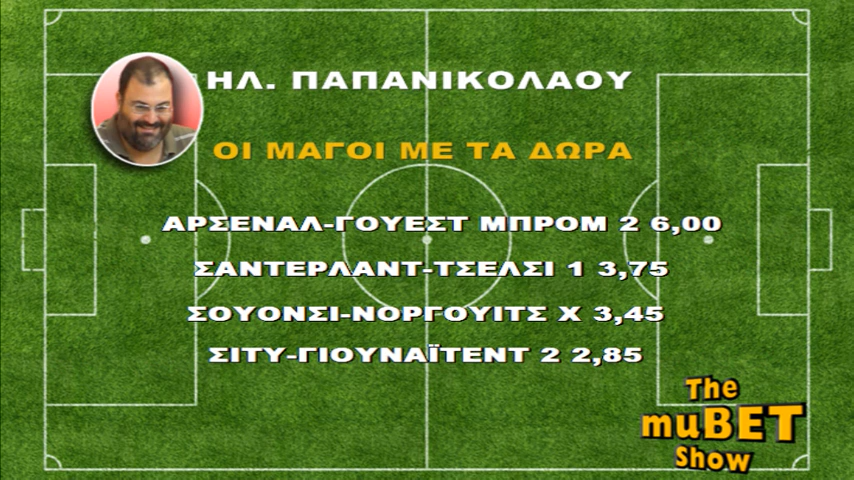 ΗΛ. ΠΑΠΑΝΙΚΟΛΑΟΥ
ΟΙ ΜΑΓΟΙ ΜΕ ΤΑ ΔΩΡΑ
ΑΡΣΕΝΑΛ-ΓΟΥΕΣΤ ΜΠΡΟΜ 2 6,00
ΣΑΝΤΕΡΛΑΝΤ-ΤΣΕΛΣΙ 1 3,75
ΣΟΥΟΝΣΙ-ΝΟΡΓΟΥΙΤΣ Χ 3,45
ΣΙΤΥ-ΓΙΟΥΝΑΪΤΕΝΤ 2 2,85
The
muBET
Show